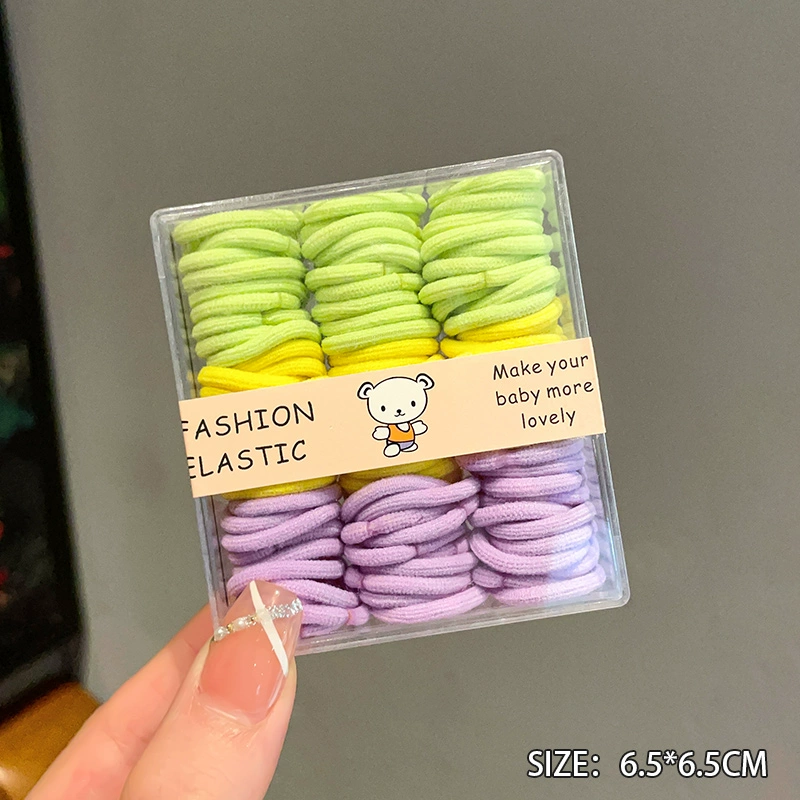 FASHION
ELASTIC
Make your
baby more
lovely
SIZE: 6.5*6.5CM